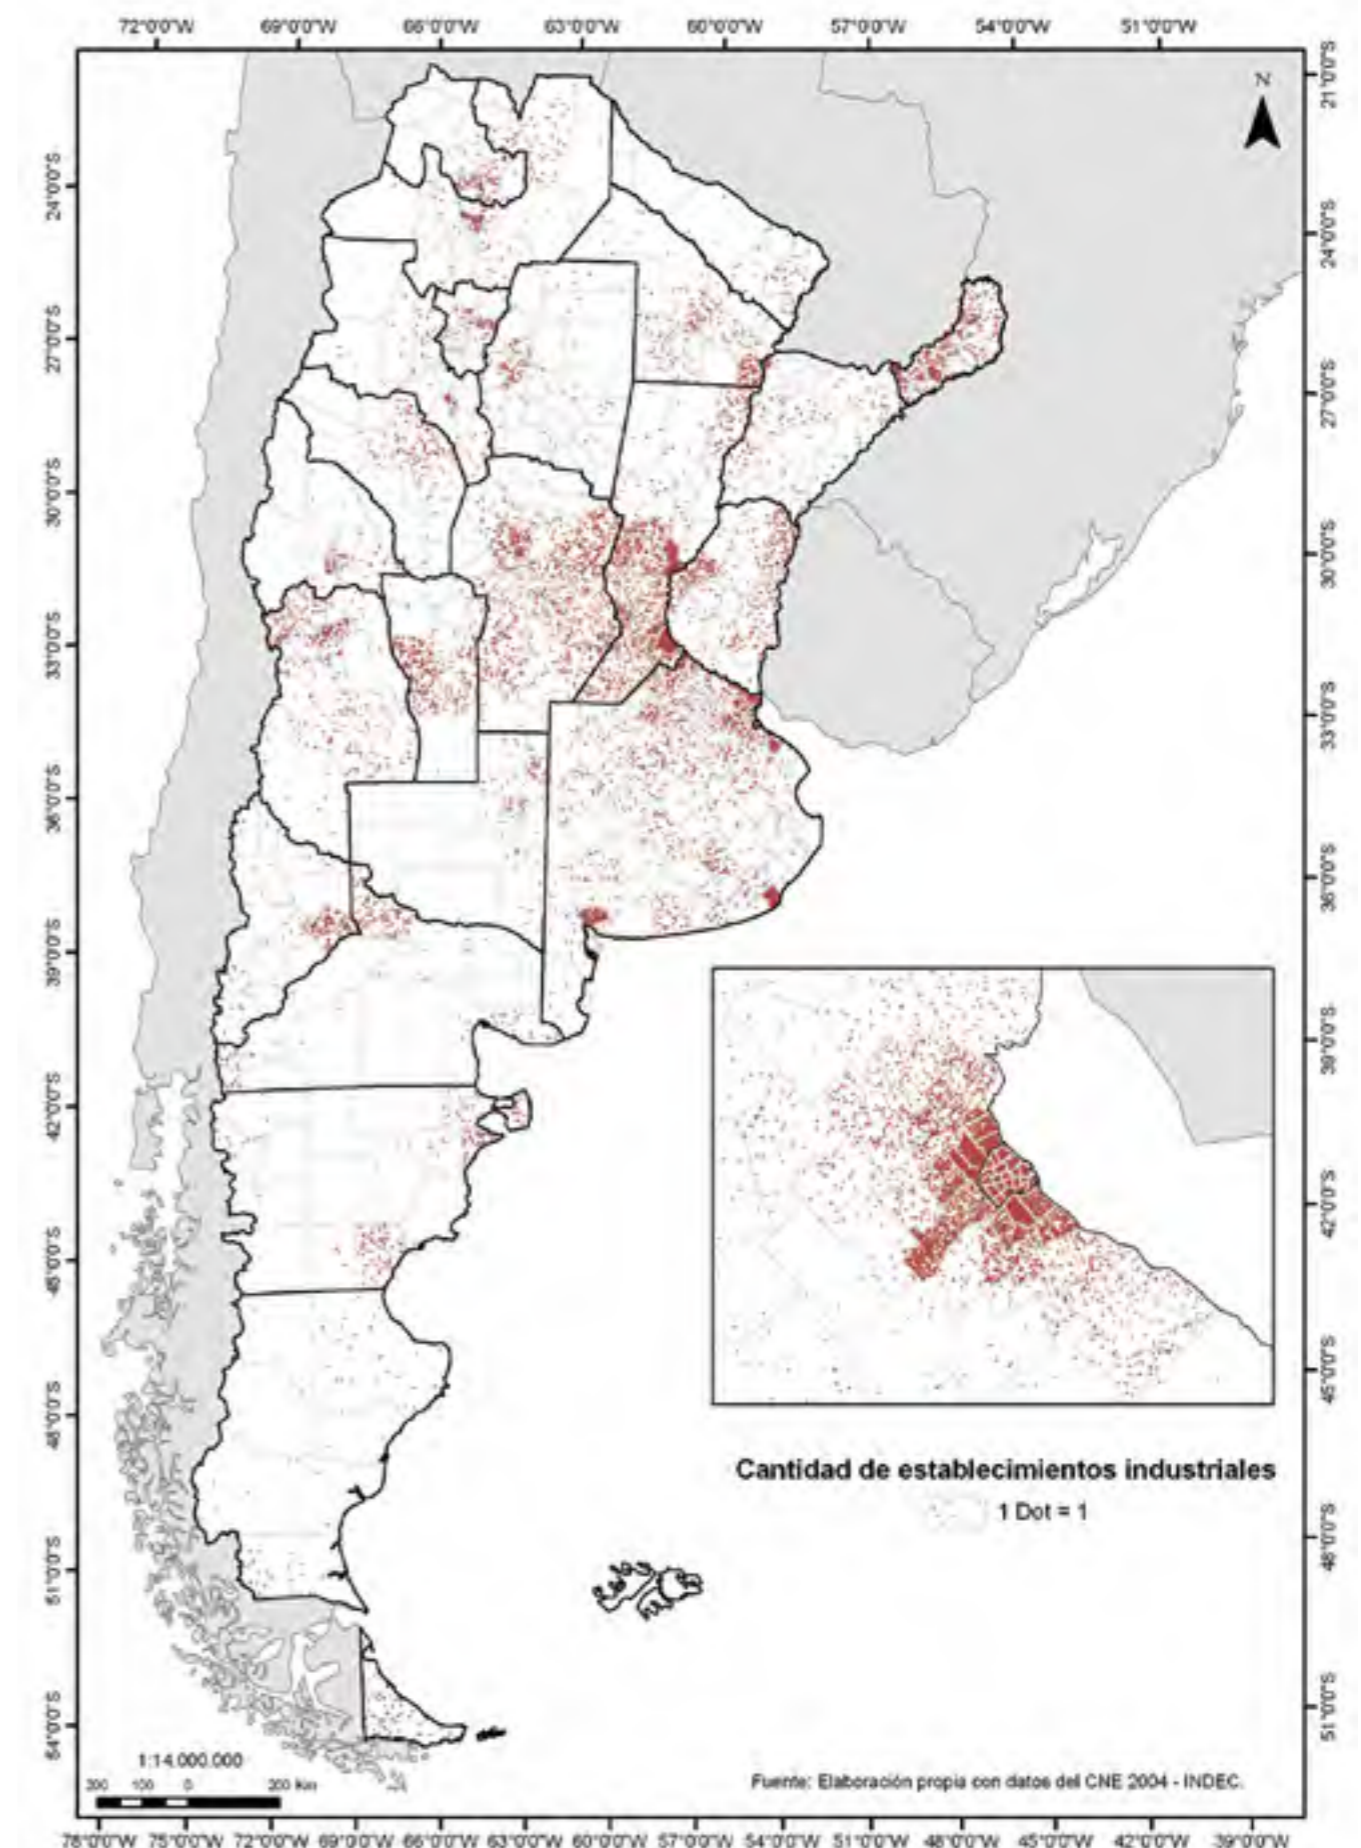 72°0'0"W 69°0'0"W 66°0'0"W 63°0'0"W 60°0'0"W 57°0'0"W 54°0'0"W 51°0'0"W
N
21°0'0"S
24°0'0"S
27°0'0"S
30°0'0"S
33°0'0"S
36°0'0"S
39°0'0"S
42°0'0"S
45°0'0"S
48°0'0"S
51°0'0"S
24°0'0"S
27°0'0"S
30°0'0"S
33°0'0"S
36°0'0"S
39°0'0"S
42°0'0"S
45°0'0"S
48°0'0"S
51°0'0"S
54°0'0"S
Cantidad de establecimientos industriales
1 Dot = 1
1:14.000.000
200 100 0 200 Km
Fuente: Elaboración propia con datos del CNE 2004 - INDEC.
78°0'0"W 75°0'0"W 72°0'0"W 69°0'0"W 66°0'0"W 63°0'0"W 60°0'0"W 57°0'0"W 54°0'0"W 51°0'0"W 48°0'0"W 45°0'0"W 42°0'0"W 39°0'0"W